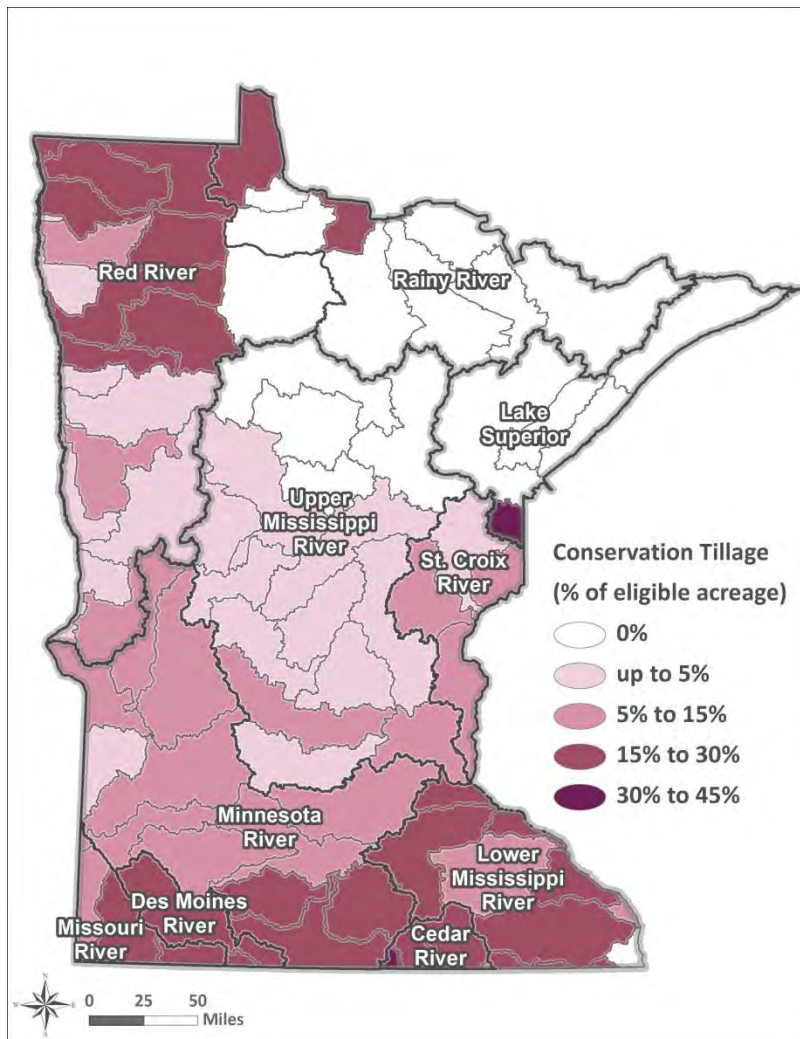 Red River
Rainy River
Lake
Superior
Upper
Mississippi
River
St. Croix
River
Conservation Tillage
(% of eligible acreage)
0%
up to 5%
5% to 15%
15% to 30%
30% to 45%
Minnesota
River
Lower
Mississippi
River
Des Moines
River
Missouri
River
Cedar
River
N
W
E
S
0 25 50
Miles